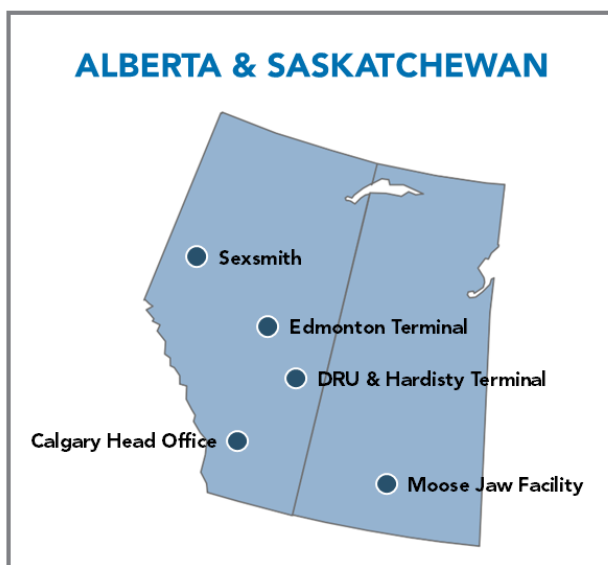 ALBERTA & SASKATCHEWAN
Sexsmith
Edmonton Terminal
DRU & Hardisty Terminal
Calgary Head Office
Moose Jaw Facility